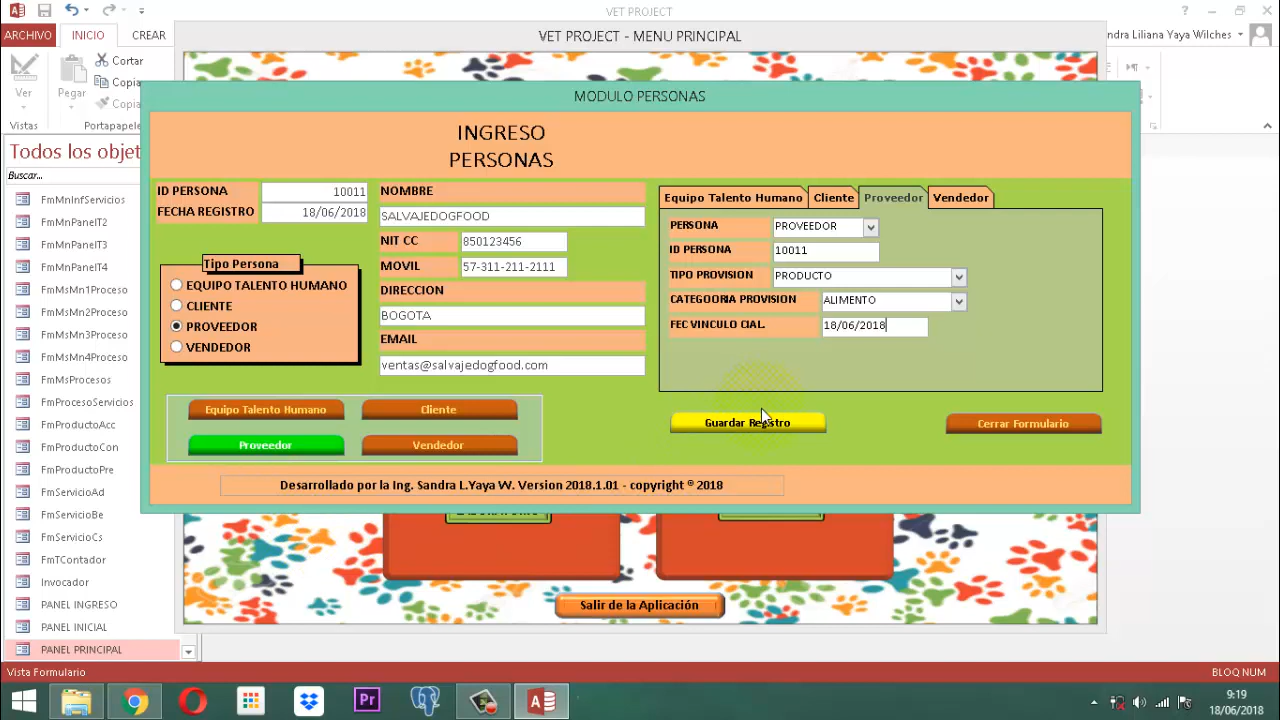 VET PROJECT
ARCHIVO
INICIO
CREAR
ndra Liliana Yaya Wilches
VET PROJECT - MENU PRINCIPAL
Ver
Pegar
Cortar
Copia
Copia
Vistas
Portapapele
Todos los objet
Buscar...
FmMnInfServicios
FmMnPanelT2
FmMnPanelT3
FmMnPanelT4
FmMsMn1Proceso
FmMsMn2Proceso
FmMsMn3Proceso
FmMsMn4Proceso
FmMsProcesos
FmProcesoServicios
FmProductoAcc
FmProductoCon
FmProductoPre
FmServicioAd
FmServicioBe
FmServicioCs
FmTContador
Invocador
PANEL INGRESO
PANEL INICIAL
PANEL PRINCIPAL
MODULO PERSONAS
INGRESO
PERSONAS
ID PERSONA
10011
FECHA REGISTRO
18/06/2018
Tipo Persona
EQUIPO TALENTO HUMANO
CLIENTE
PROVEEDOR
VENDEDOR
NOMBRE
SALVAJEDOGFOOD
NIT CC
850123456
MOVIL
57-311-211-2111
DIRECCION
BOGOTA
EMAIL
ventas@salvajedogfood.com
Equipo Talento Humano
Cliente
Proveedor
Vendedor
PERSONA
PROVEEDOR
ID PERSONA
10011
TIPO PROVISION
PRODUCTO
CATEGOORIA PROVISION
ALIMENTO
FEC VINCULO CIAL.
18/06/2018
Equipo Talento Humano
Cliente
Proveedor
Vendedor
Guardar Registro
Cerrar Formulario
Desarrollado por la Ing. Sandra L.Yaya W. Version 2018.1.01 - copyright © 2018
Salir de la Aplicación
Vista Formulario
BLOQ NUM
Pr
9:19
18/06/2018